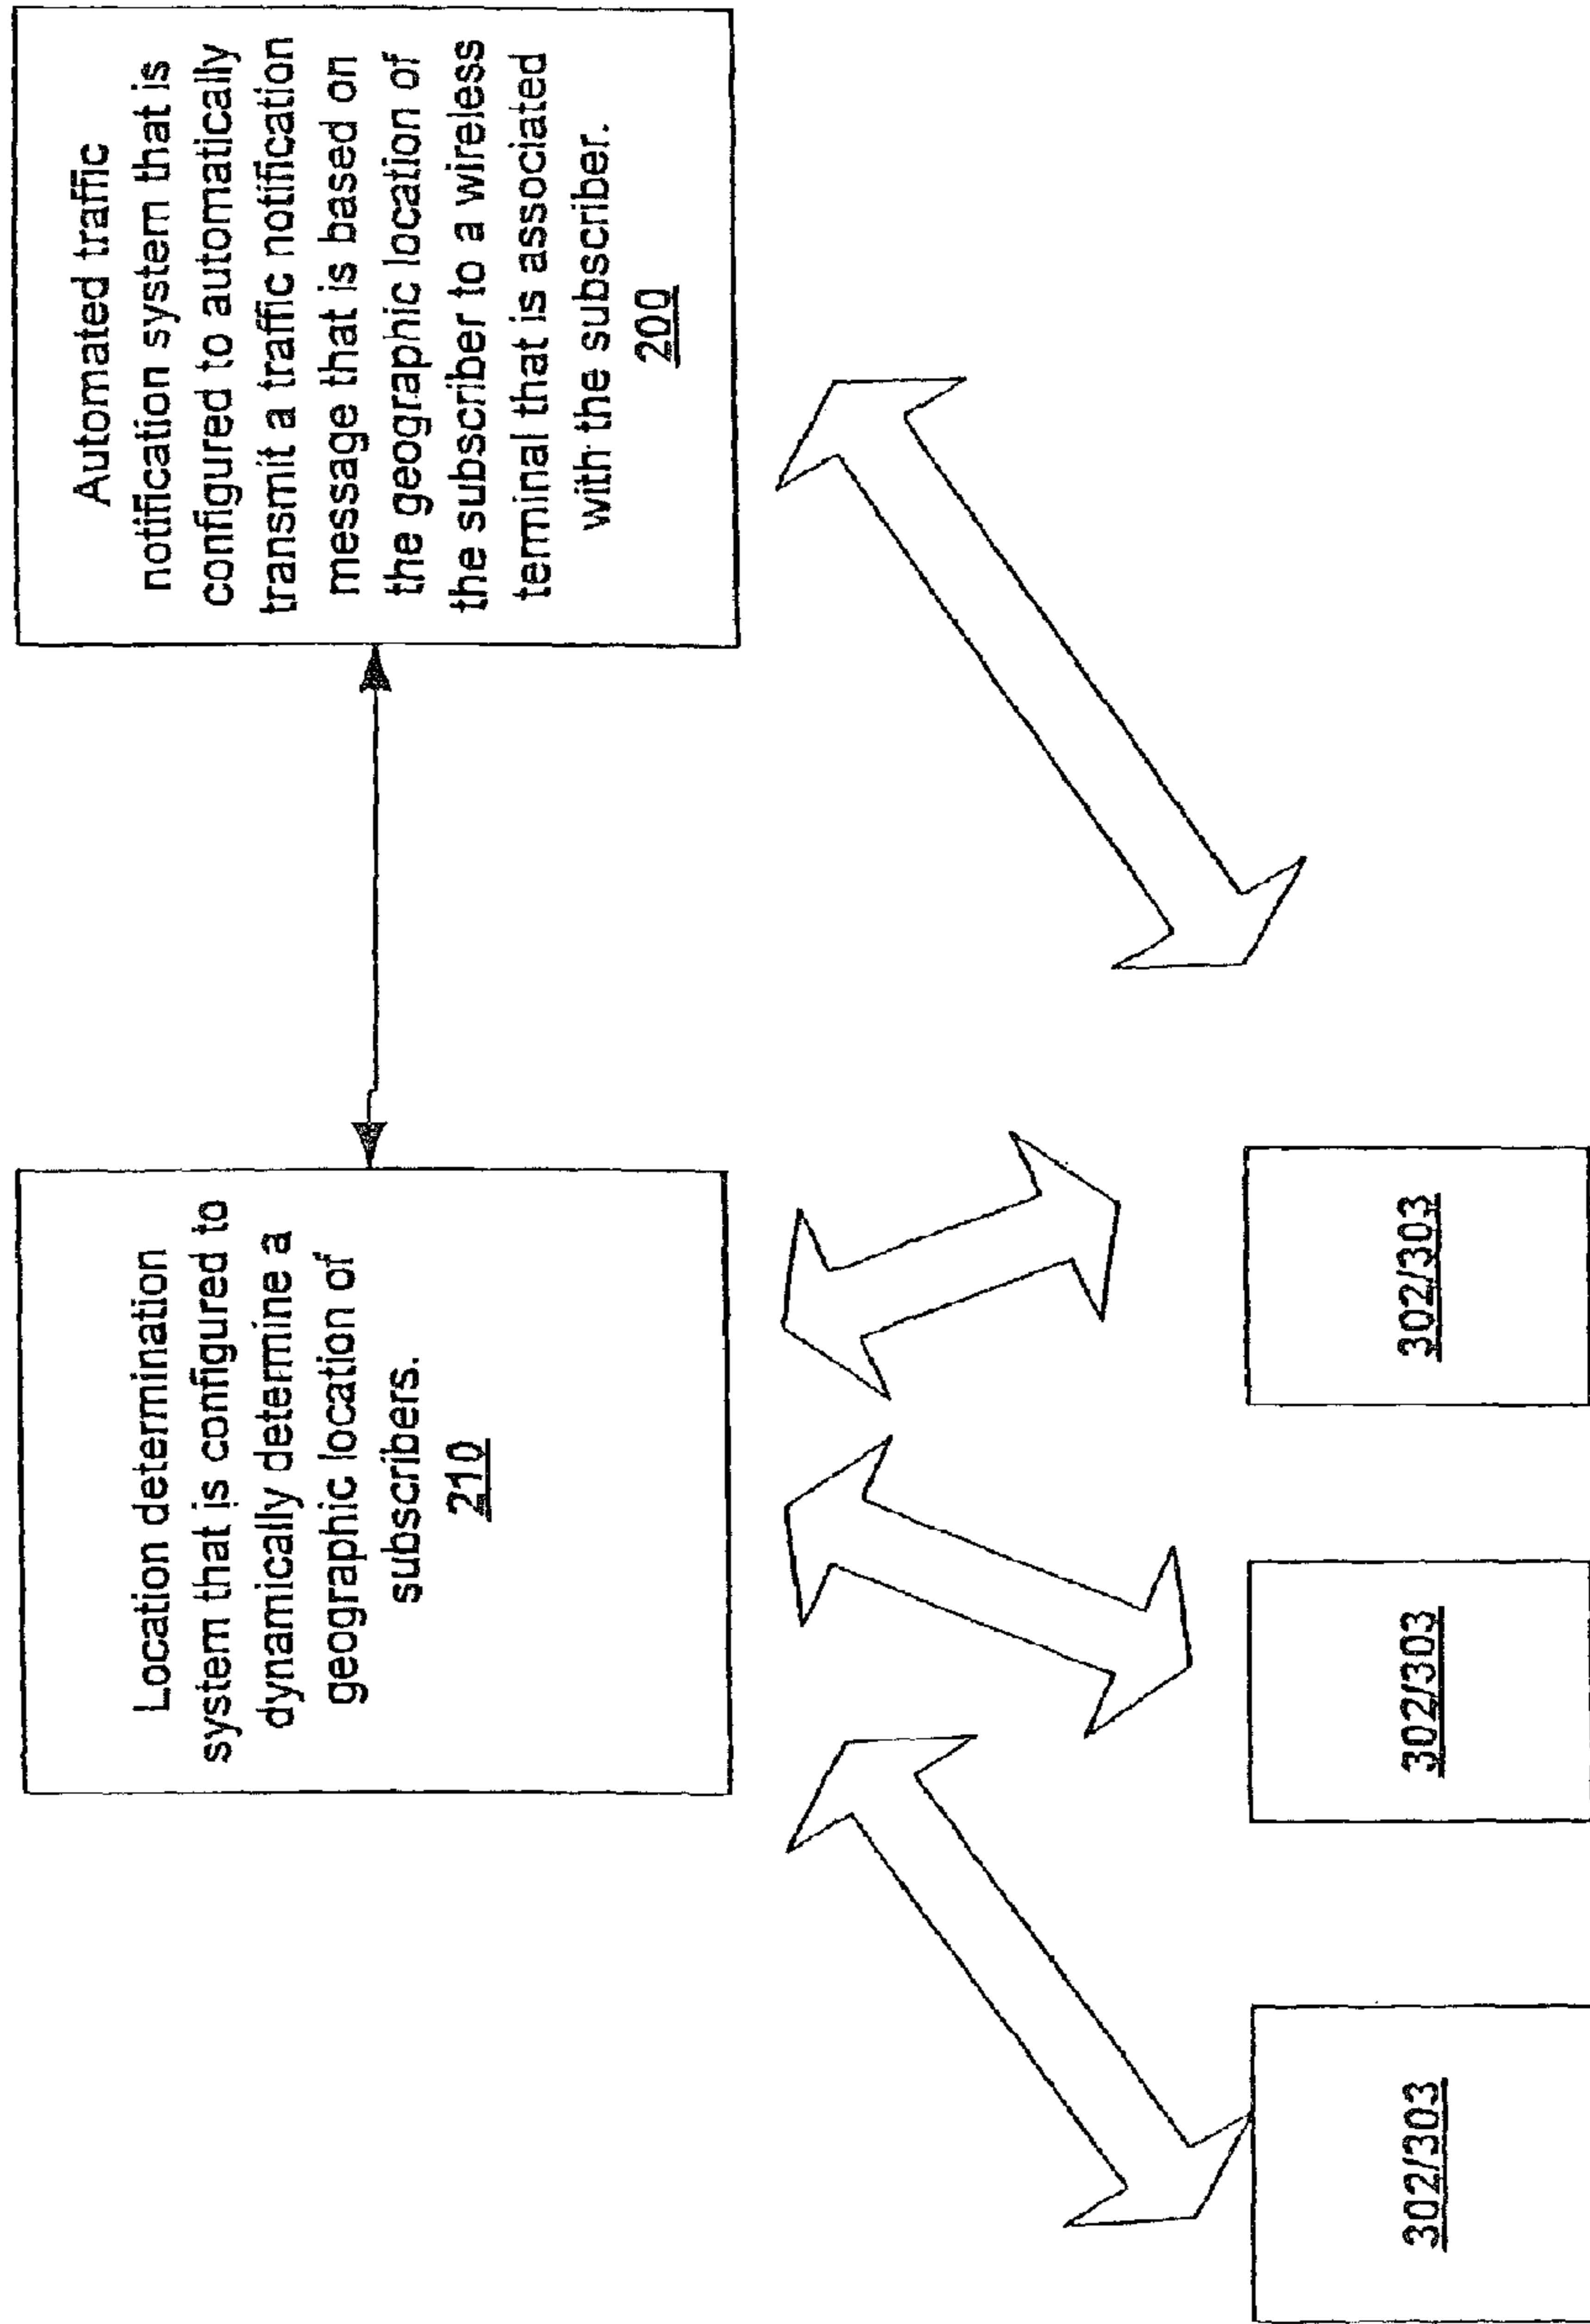 Location determination
system that is configured to
dynamically determine a
geographic location of
subscribers.
210
Automated traffic
notification system that is
configured to automatically
transmit a traffic notification
message that is based on
the geographic location of
the subscriber to a wireless
terminal that is associated
with the subscriber.
200
302/303
302/303
302/303